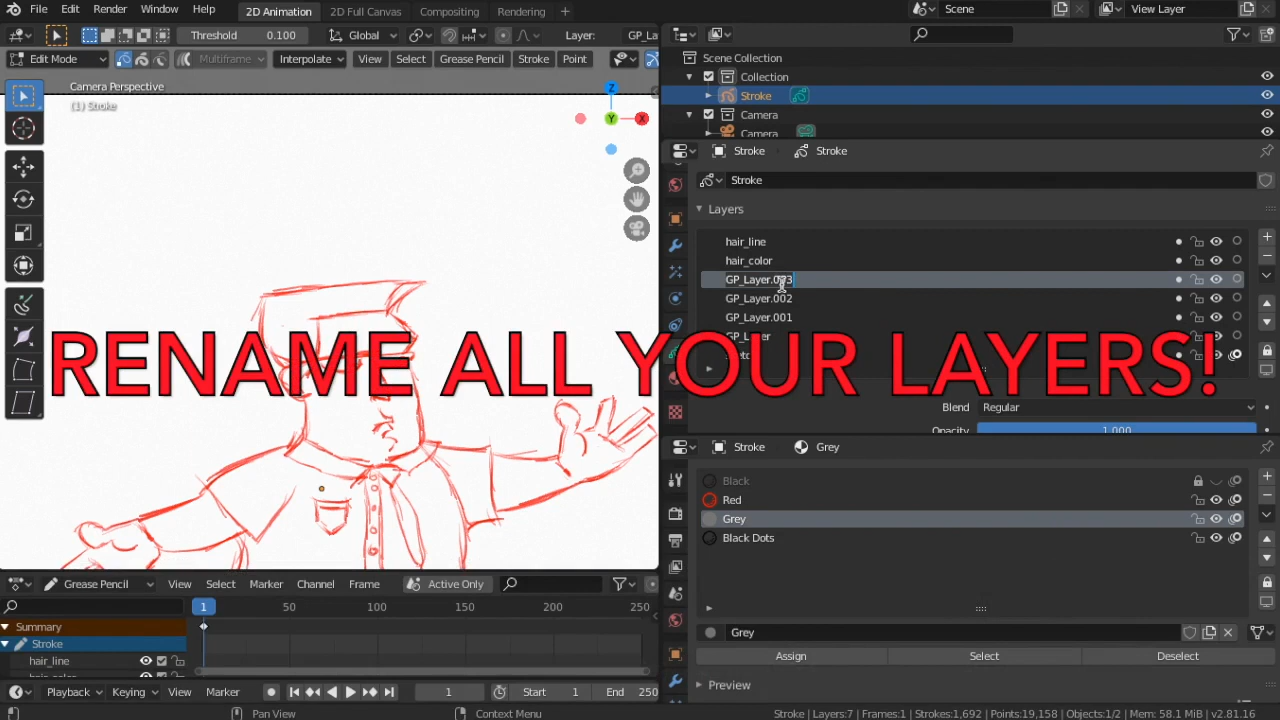 File Edit Render Window Help 2D Animation 2D Full Canvas Compositing Rendering Scene View Layer
Threshold 0.100 Global Layer: GP_La
Edit Mode Multiframe Interpolate View Select Grease Pencil Stroke Point
Camera Perspective
(1) Stroke
Z
Y X
Scene Collection
Collection
Stroke
Camera
Camera
Stroke Stroke
Stroke
Layers
hair_line
hair_color
GP_Layer.003
GP_Layer.002
GP_Layer.001
GP_Layer
RENAME ALL YOUR LAYERS!
Blend Regular
Opacity 1.000
Stroke Grey
Black
Red
Grey
Black Dots
Grey
Assign Select Deselect
Preview
Grease Pencil View Select Marker Channel Frame Active Only
1 50 100 150 200 250
Summary
Stroke
hair_line
hair_color
Playback Keying View Marker 1 Start 1 End 250
Pan View Context Menu Stroke | Layers:7 | Frames:1 | Strokes:1,692 | Points:19,158 | Objects:1/2 | Mem: 58.1 MiB | v2.81.16